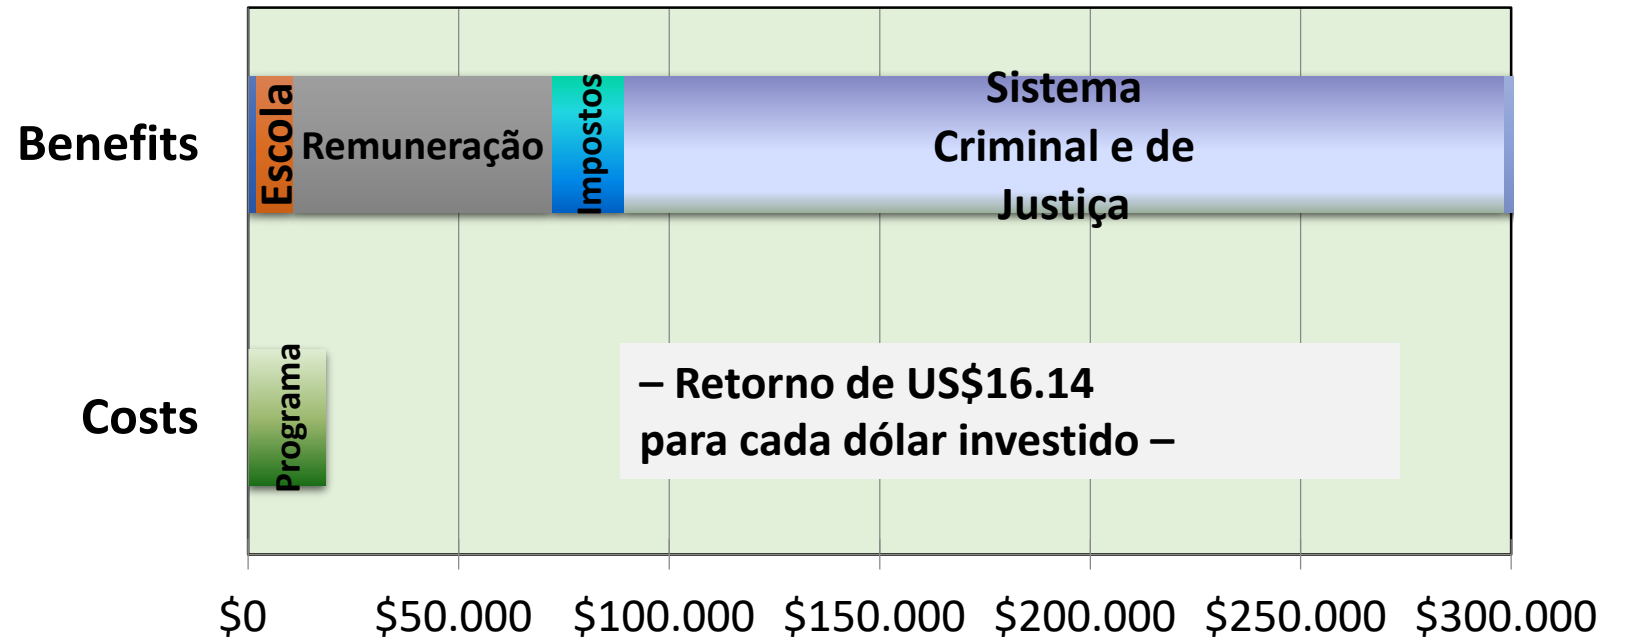 Benefits
Escola
Remuneração
Impostos
Sistema
Criminal e de
Justiça
Costs
Programa
– Retorno de US$16.14
para cada dólar investido –
$0 $50.000 $100.000 $150.000 $200.000 $250.000 $300.000